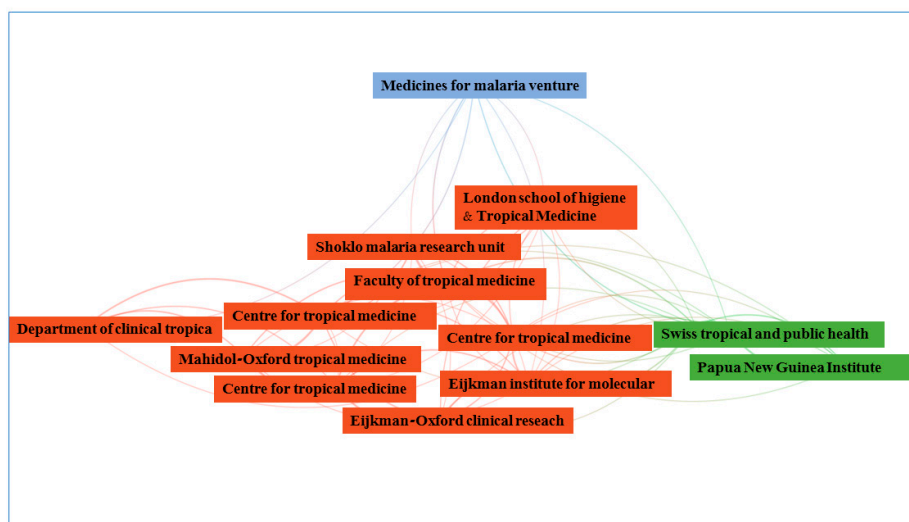 Medicines for malaria venture
London school of higiene
& Tropical Medicine
Shoklo malaria research unit
Faculty of tropical medicine
Centre for tropical medicine
Department of clinical tropica
Centre for tropical medicine
Swiss tropical and public health
Mahidol-Oxford tropical medicine
Papua New Guinea Institute
Centre for tropical medicine
Eijkman institute for molecular
Eijkman-Oxford clinical reseach